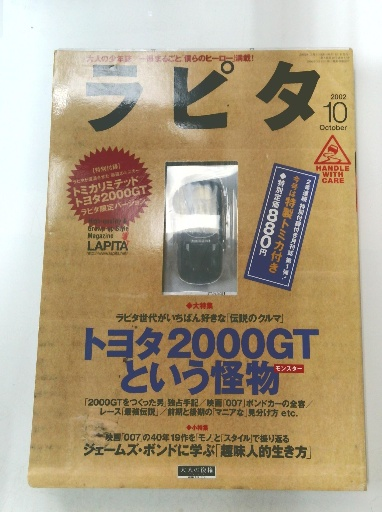 大人の少年誌 一冊まるごと「僕らのヒーロー」満載!
ラピタ
2002
10
October
HANDLE
WITH
CARE
【特別付録】
トミカリミテッド
トヨタ2000GT
ラピタ限定バージョン
Magazine
LAPITA
今号は特製トミカ付き
◆特別定価880円
◆大特集
ラピタ世代がいちばん好きな「伝説のクルマ」
トヨタ2000GT
という怪物
モンスター
「2000GTをつくった男」独占手記/映画「007」ボンドカーの全容/
レース「最強伝説」/前期と後期の「マニアな」見分け方 etc.
◆小特集
映画「007」の40年19作を「モノ」と「スタイル」で振り返る
ジェームズ・ボンドに学ぶ「趣味人的生き方」